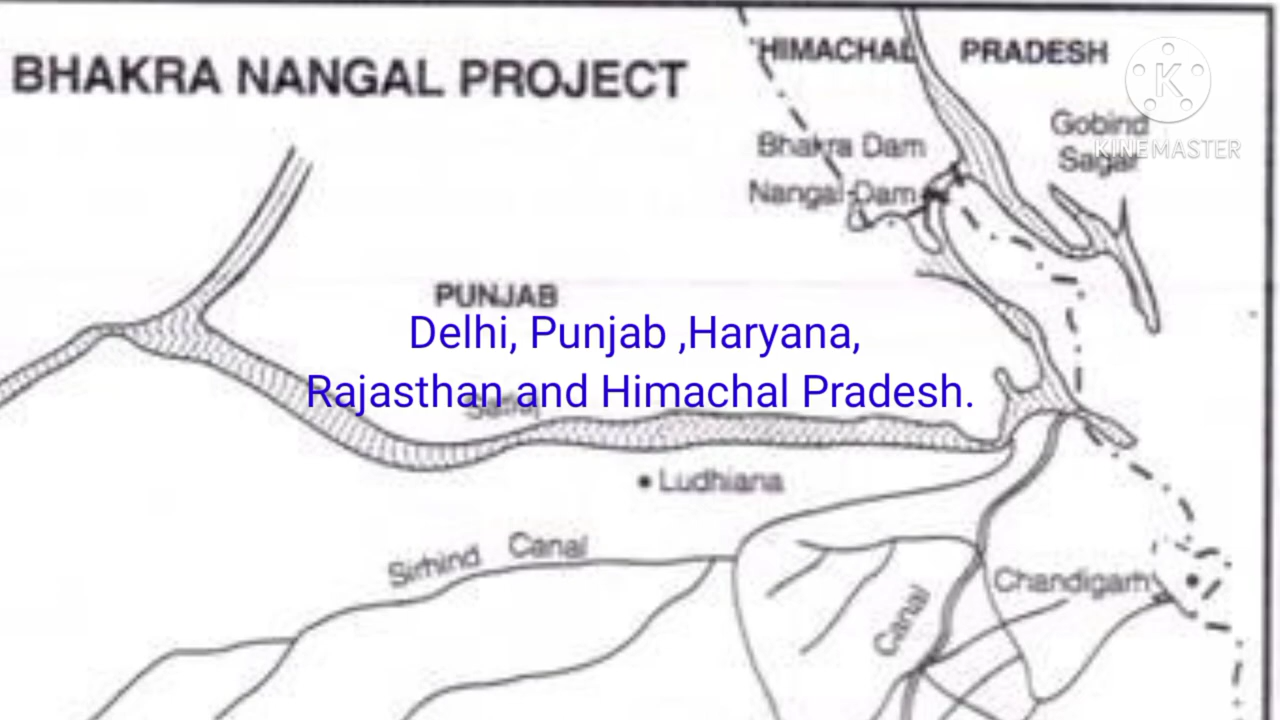 BHAKRA NANGAL PROJECT
HIMACHAL PRADESH
K
KINEMASTER
Gobind
Sagar
Bhakra Dam
Nangal Dam
PUNJAB
Delhi, Punjab ,Haryana,
Rajasthan and Himachal Pradesh.
Satluj
Ludhiana
Sirhind Canal
Chandigarh
Canal